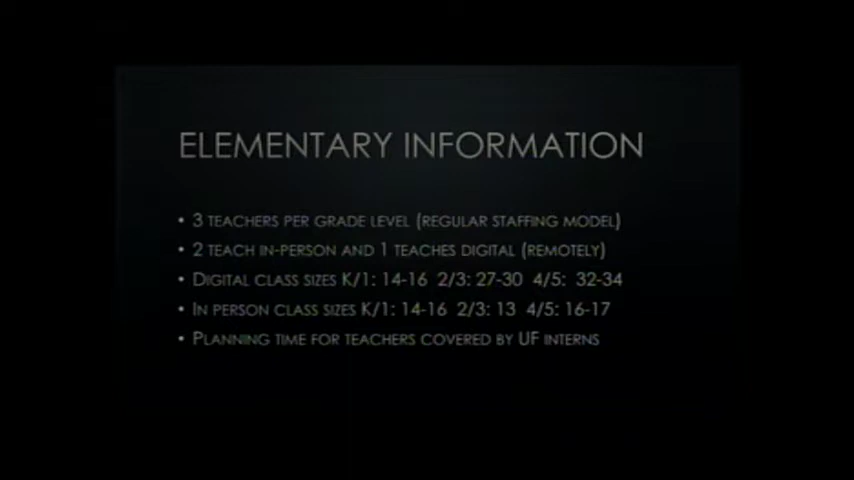 ELEMENTARY INFORMATION
• 3 TEACHERS PER GRADE LEVEL (REGULAR STAFFING MODEL)
• 2 TEACH IN-PERSON AND 1 TEACHES DIGITAL (REMOTELY)
• DIGITAL CLASS SIZES K/1: 14-16 2/3: 27-30 4/5: 32-34
• IN PERSON CLASS SIZES K/1: 14-16 2/3: 13 4/5: 16-17
• PLANNING TIME FOR TEACHERS COVERED BY UF INTERNS